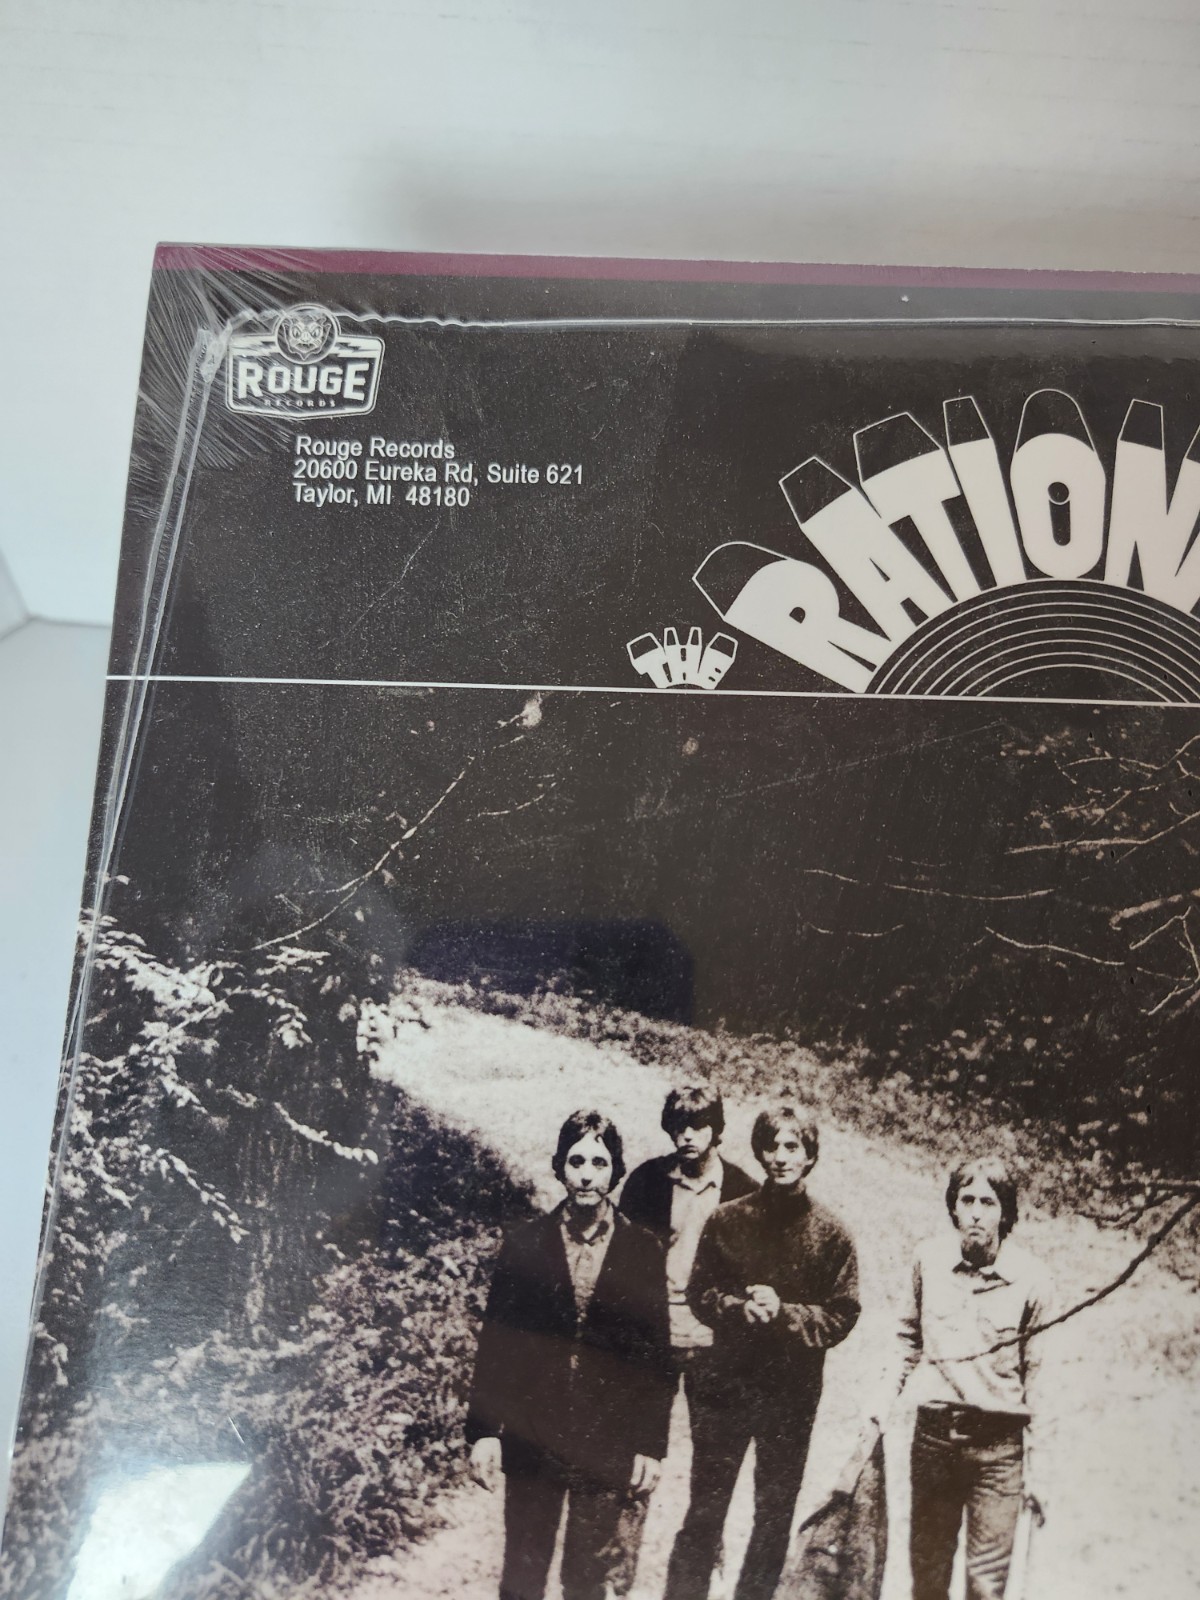 ROUGE
RECORDS
Rouge Records
20600 Eureka Rd, Suite 621
Taylor, MI 48180
THE RATION